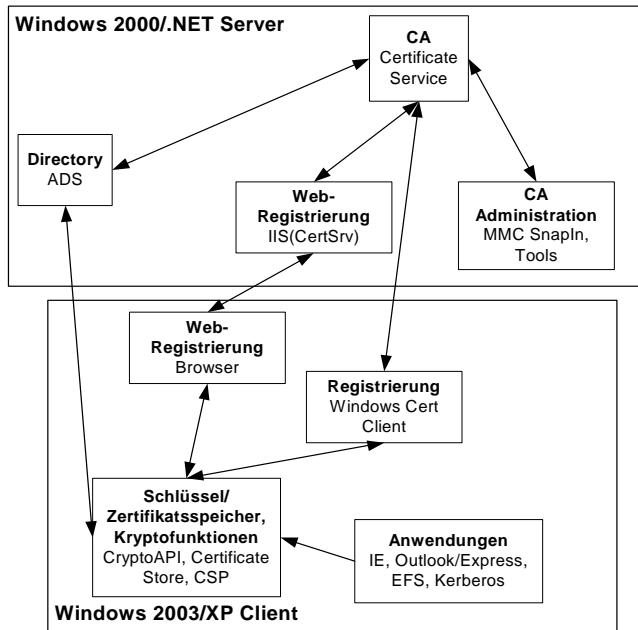 Windows 2000/.NET Server
CA
Certificate
Service
Directory
ADS
Web-
Registrierung
IIS(CertSrv)
CA
Administration
MMC SnapIn,
Tools
Web-
Registrierung
Browser
Registrierung
Windows Cert
Client
Schlüssel/
Zertifikatsspeicher,
Kryptofunktionen
CryptoAPI, Certificate
Store, CSP
Anwendungen
IE, Outlook/Express,
EFS, Kerberos
Windows 2003/XP Client